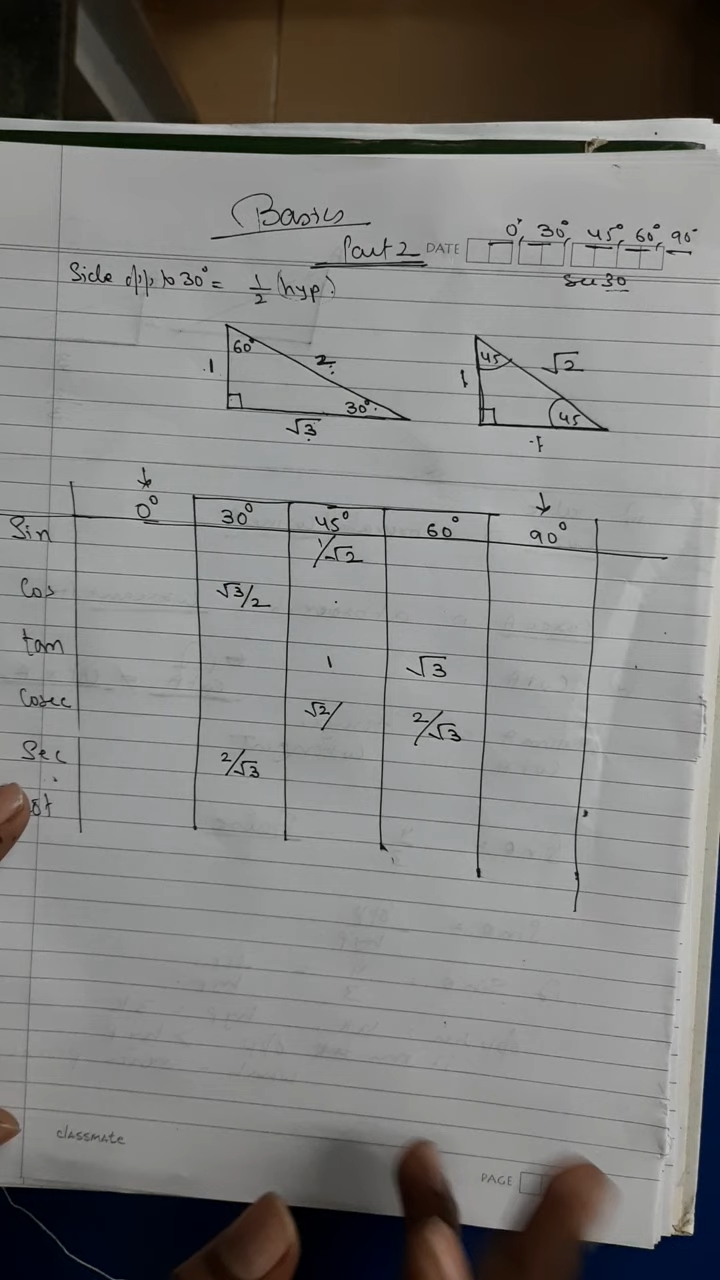 Basics
Part 2 DATE 0°, 30°, 45°, 60°, 90°
Side opp to 30° = 1/2 (hyp)
60° 1 2 30° √3
45 √2 1 45 1
0° 30° 45° 60° 90°
Sin 1/√2
Cos √3/2
tan 1 √3
Cosec √2/ 2/√3
Sec 2/√3
ot
classmate
PAGE